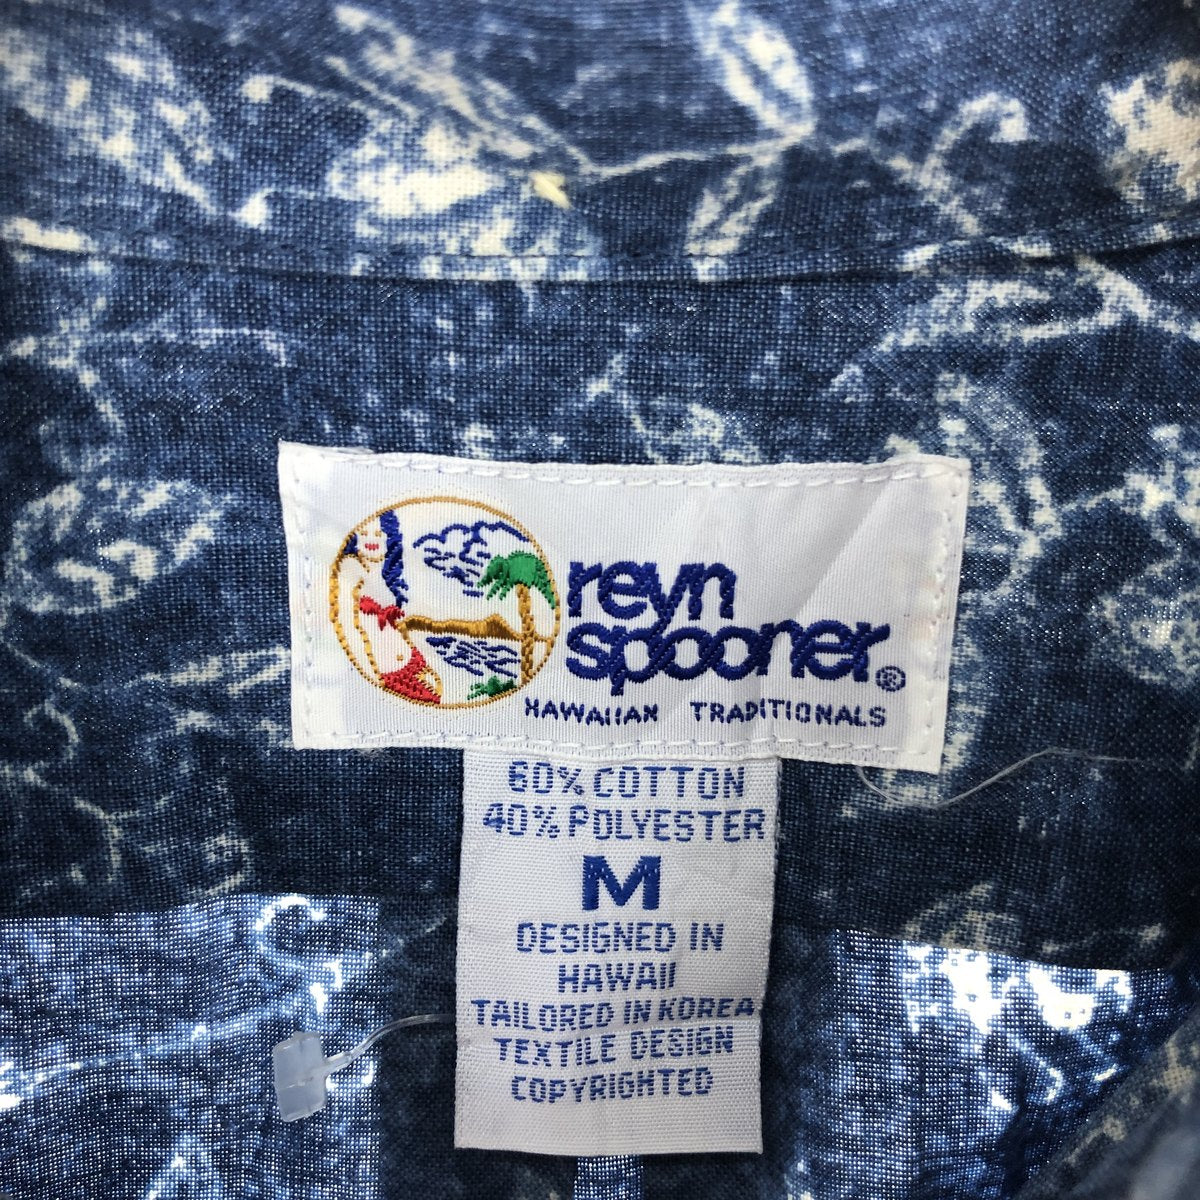 reyn
spooner®
HAWAIIAN TRADITIONALS
60% COTTON
40% POLYESTER
M
DESIGNED IN
HAWAII
TAILORED IN KOREA
TEXTILE DESIGN
COPYRIGHTED